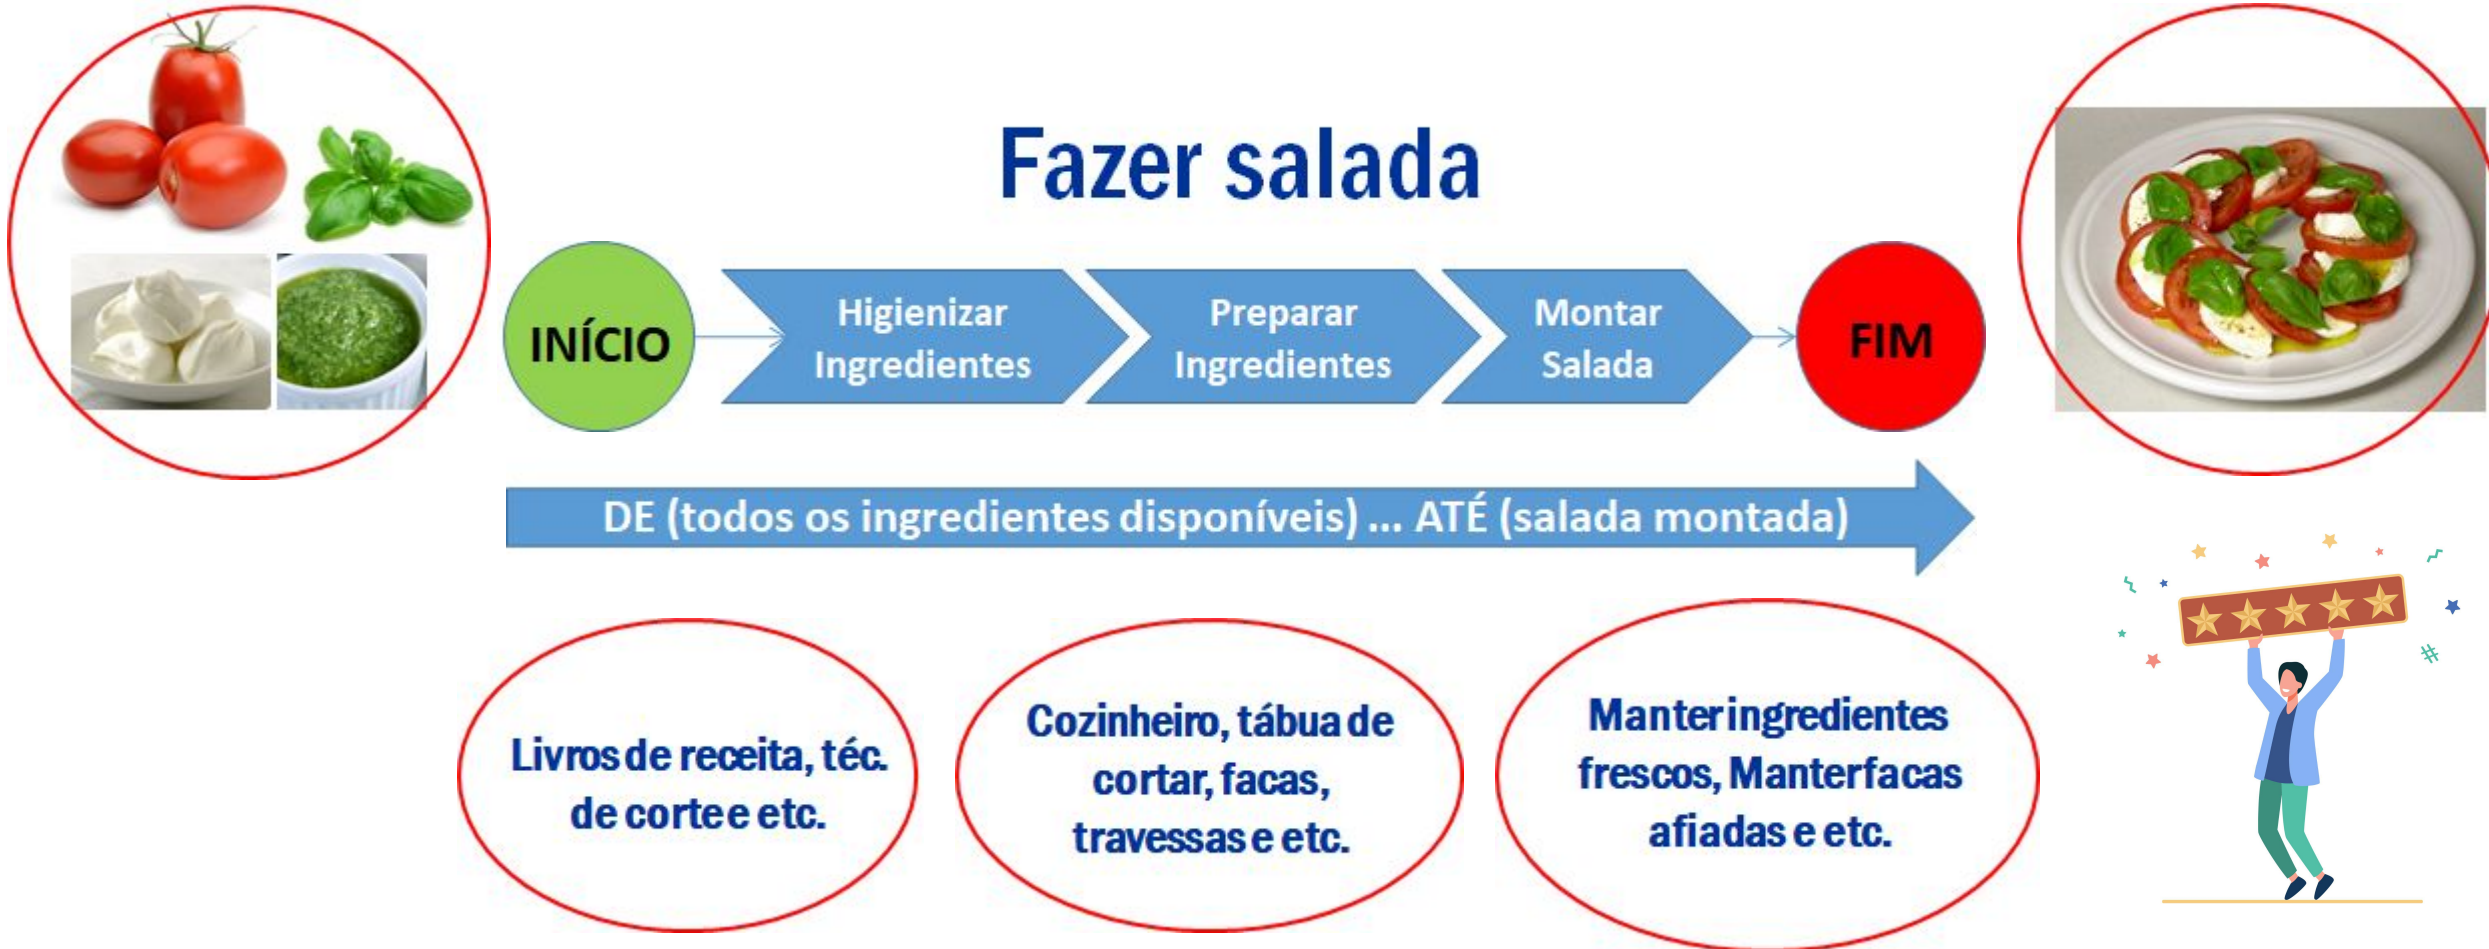 Fazer salada
INÍCIO
Higienizar
Ingredientes
Preparar
Ingredientes
Montar
Salada
FIM
DE (todos os ingredientes disponíveis) ... ATÉ (salada montada)
Livros de receita, téc.
de corte e etc.
Cozinheiro, tábua de
cortar, facas,
travessas e etc.
Manter ingredientes
frescos, Manter facas
afiadas e etc.